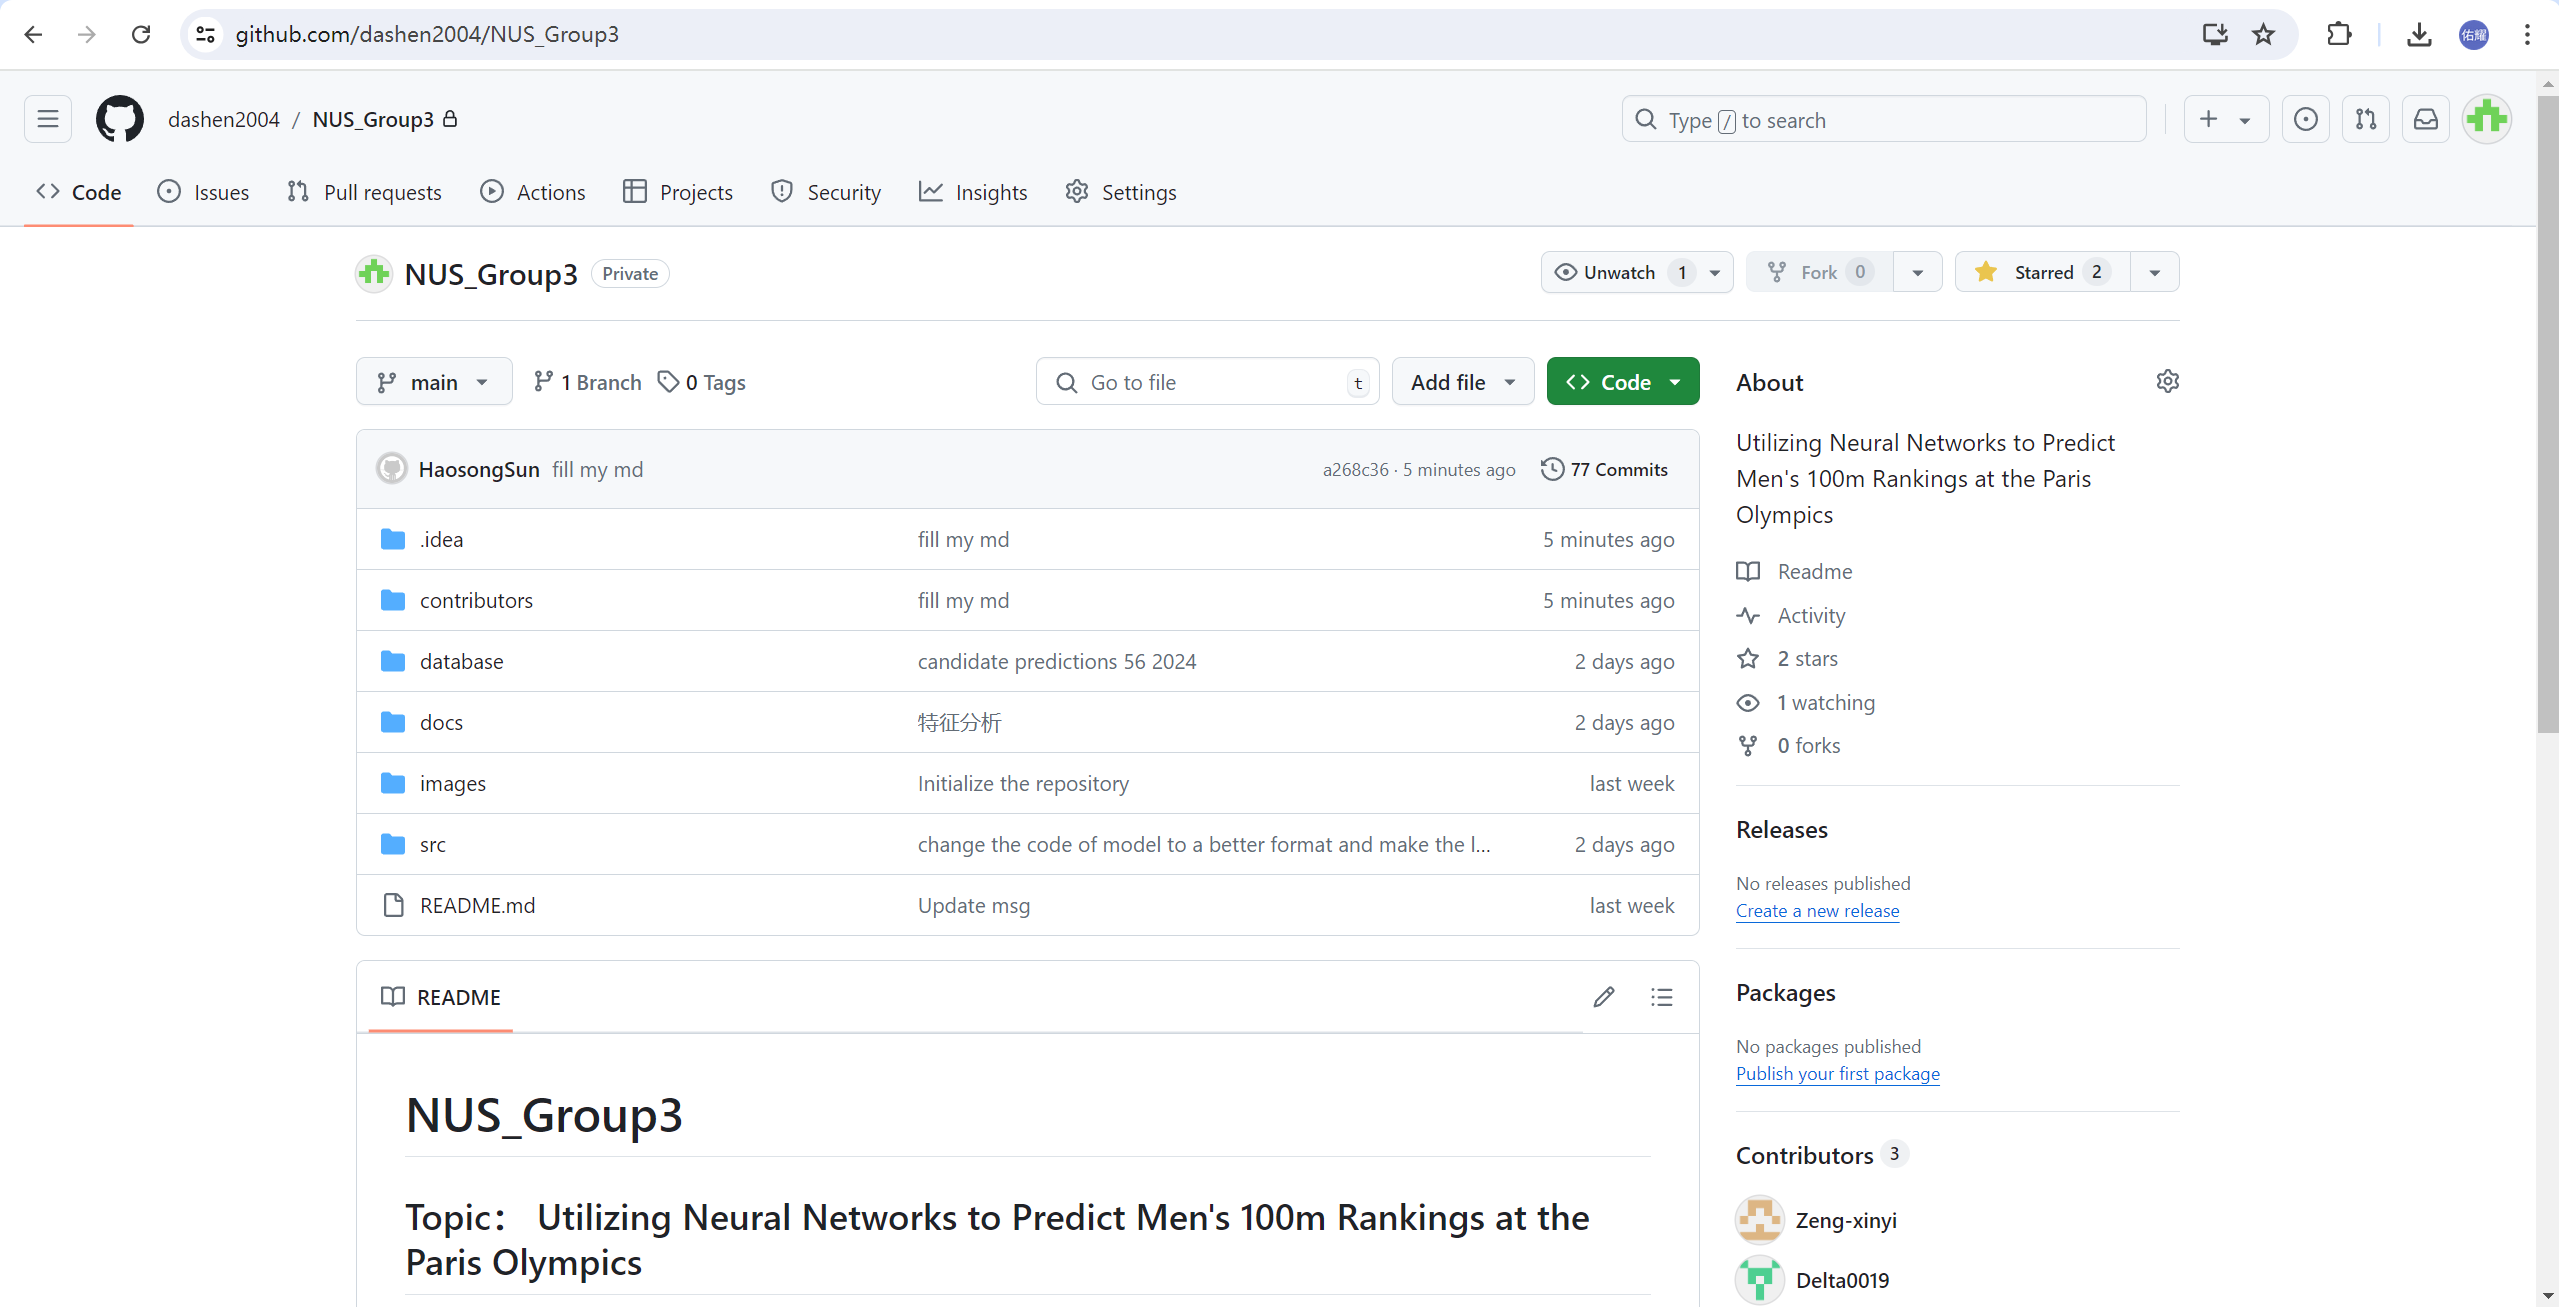 github.com/dashen2004/NUS_Group3
佑耀
dashen2004 / NUS_Group3
Type / to search
Code Issues Pull requests Actions Projects Security Insights Settings
NUS_Group3 Private
Unwatch 1 Fork 0 Starred 2
main 1 Branch 0 Tags
Go to file t Add file Code
HaosongSun fill my md a268c36 · 5 minutes ago 77 Commits
.idea fill my md 5 minutes ago
contributors fill my md 5 minutes ago
database candidate predictions 56 2024 2 days ago
docs 特征分析 2 days ago
images Initialize the repository last week
src change the code of model to a better format and make the l... 2 days ago
README.md Update msg last week
README
NUS_Group3
Topic： Utilizing Neural Networks to Predict Men's 100m Rankings at the
Paris Olympics
About
Utilizing Neural Networks to Predict
Men's 100m Rankings at the Paris
Olympics
Readme
Activity
2 stars
1 watching
0 forks
Releases
No releases published
Create a new release
Packages
No packages published
Publish your first package
Contributors 3
Zeng-xinyi
Delta0019